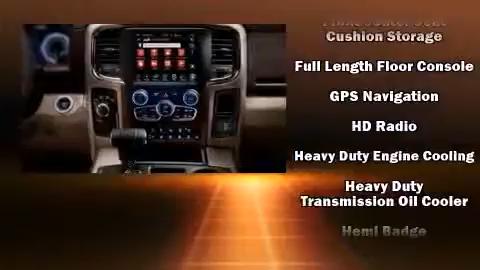 Cushion Storage
Full Length Floor Console
GPS Navigation
HD Radio
Heavy Duty Engine Cooling
Heavy Duty
Transmission Oil Cooler
Hemi Badge